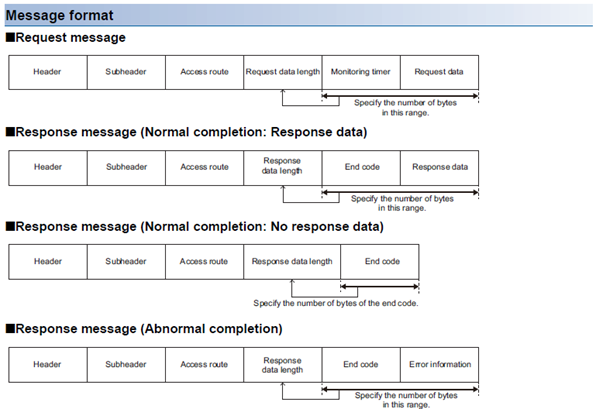 Message format
■Request message
Header Subheader Access route Request data length Monitoring timer Request data
Specify the number of bytes
in this range.
■Response message (Normal completion: Response data)
Header Subheader Access route Response
data length End code Response data
Specify the number of bytes
in this range.
■Response message (Normal completion: No response data)
Header Subheader Access route Response data length End code
Specify the number of bytes of the end code.
■Response message (Abnormal completion)
Header Subheader Access route Response
data length End code Error information
Specify the number of bytes
in this range.